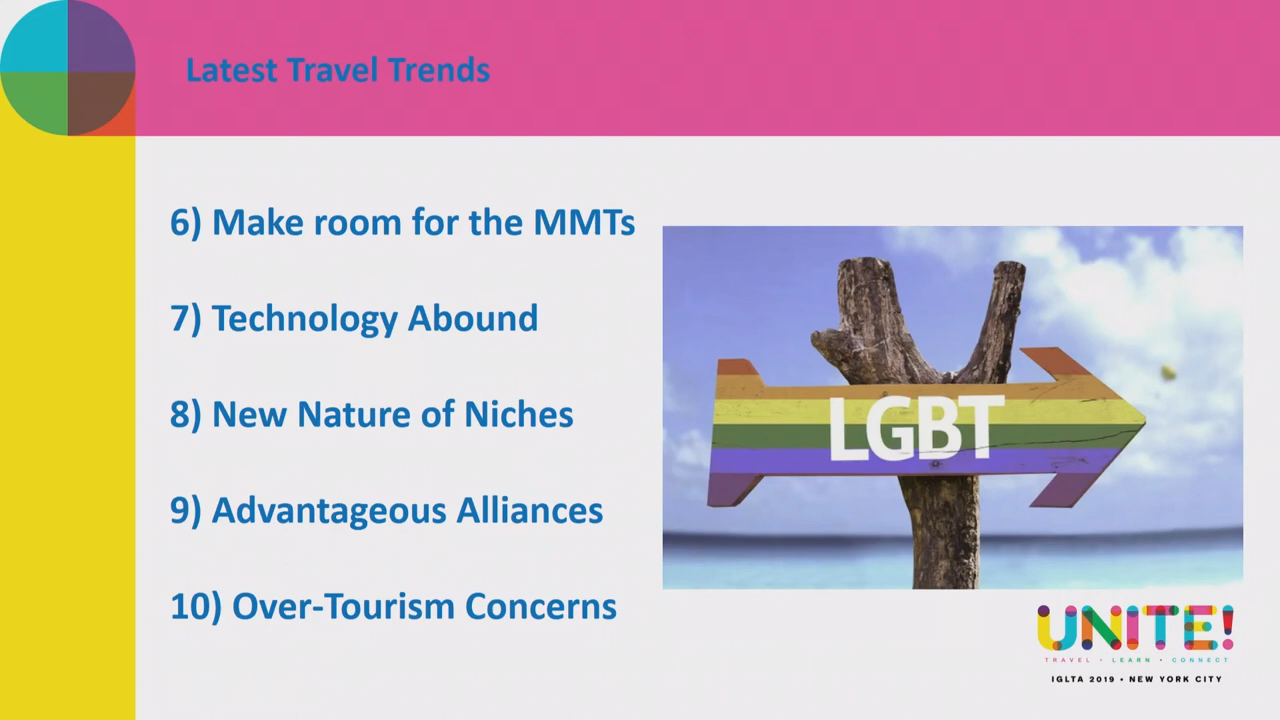 Latest Travel Trends
6) Make room for the MMTs
7) Technology Abound
8) New Nature of Niches
9) Advantageous Alliances
10) Over-Tourism Concerns
LGBT
UNITE!
TRAVEL • LEARN • CONNECT
IGLTA 2019 • NEW YORK CITY